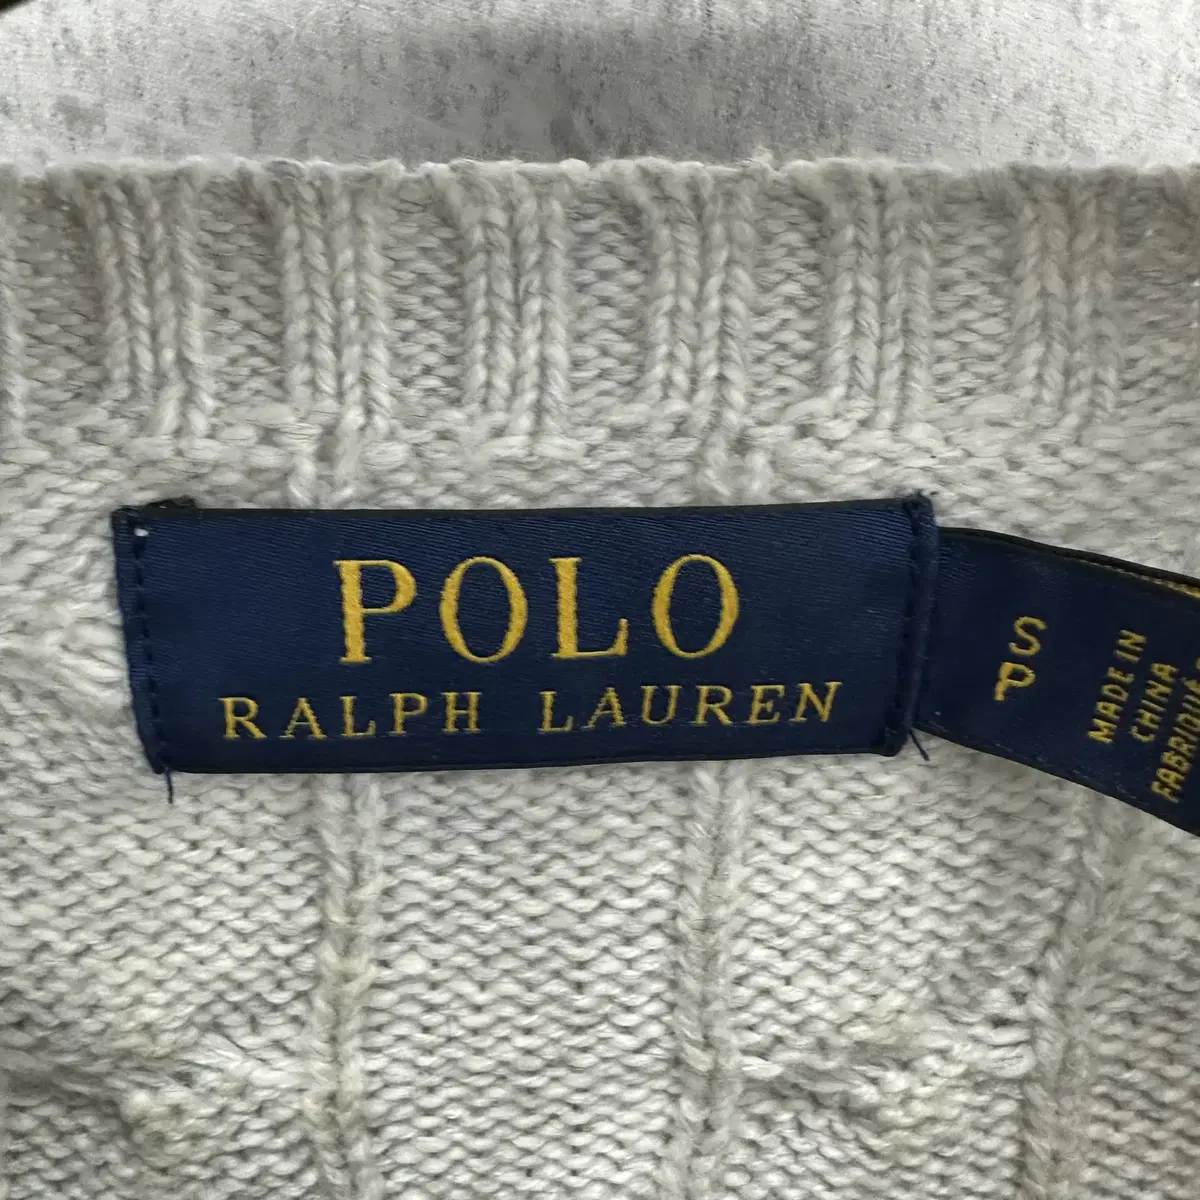 POLO
RALPH LAUREN
S
P
MADE IN
CHINA